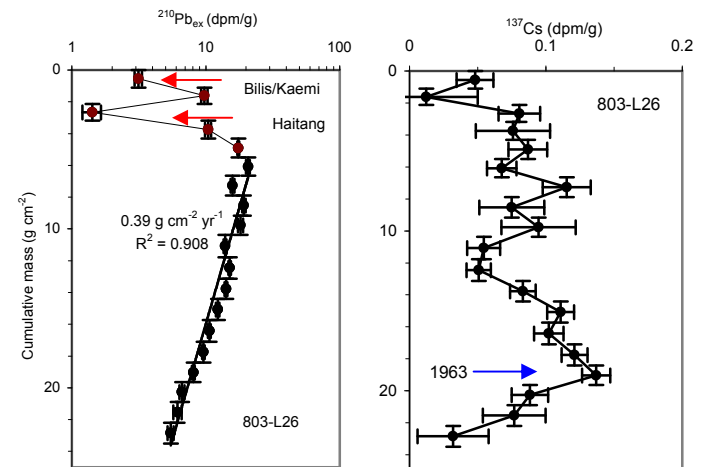 ²¹⁰Pbₑₓ (dpm/g)
1 10 100
0
10
20
Cumulative mass (g cm⁻²)
Bilis/Kaemi
Haitang
0.39 g cm⁻² yr⁻¹
R² = 0.908
803-L26
¹³⁷Cs (dpm/g)
0 0.1 0.2
0
10
20
803-L26
1963